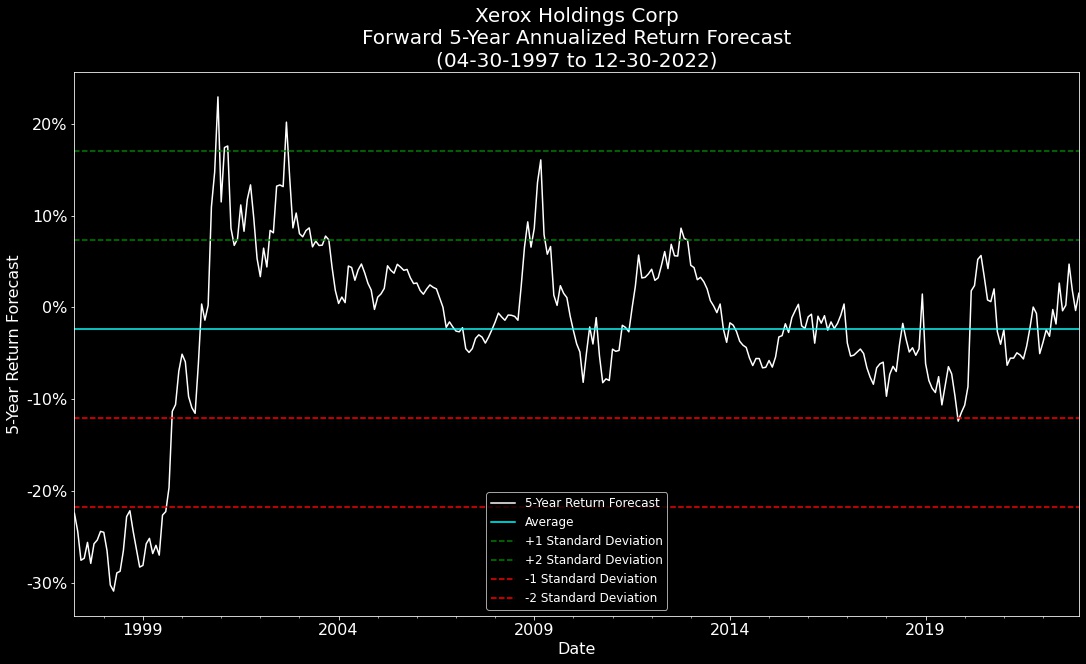 Xerox Holdings Corp
Forward 5-Year Annualized Return Forecast
(04-30-1997 to 12-30-2022)
5-Year Return Forecast
20%
10%
0%
-10%
-20%
-30%
5-Year Return Forecast
Average
+1 Standard Deviation
+2 Standard Deviation
-1 Standard Deviation
-2 Standard Deviation
1999
2004
2009
2014
2019
Date